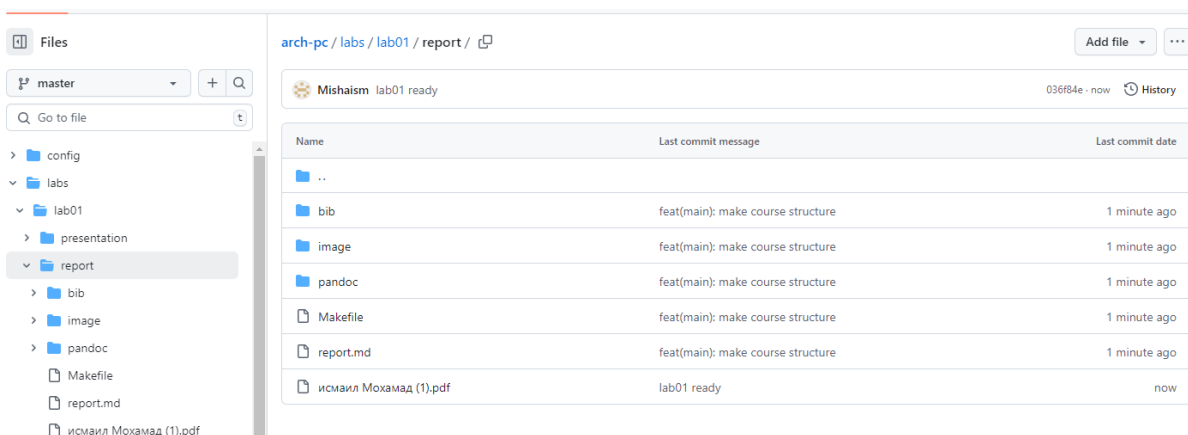 Files
master
Go to file
t
config
labs
lab01
presentation
report
bib
image
pandoc
Makefile
report.md
исмаил Мохамад (1).pdf
arch-pc / labs / lab01 / report /
Add file
Mishaism lab01 ready
036f84e · now History
Name Last commit message Last commit date
..
bib feat(main): make course structure 1 minute ago
image feat(main): make course structure 1 minute ago
pandoc feat(main): make course structure 1 minute ago
Makefile feat(main): make course structure 1 minute ago
report.md feat(main): make course structure 1 minute ago
исмаил Мохамад (1).pdf lab01 ready now